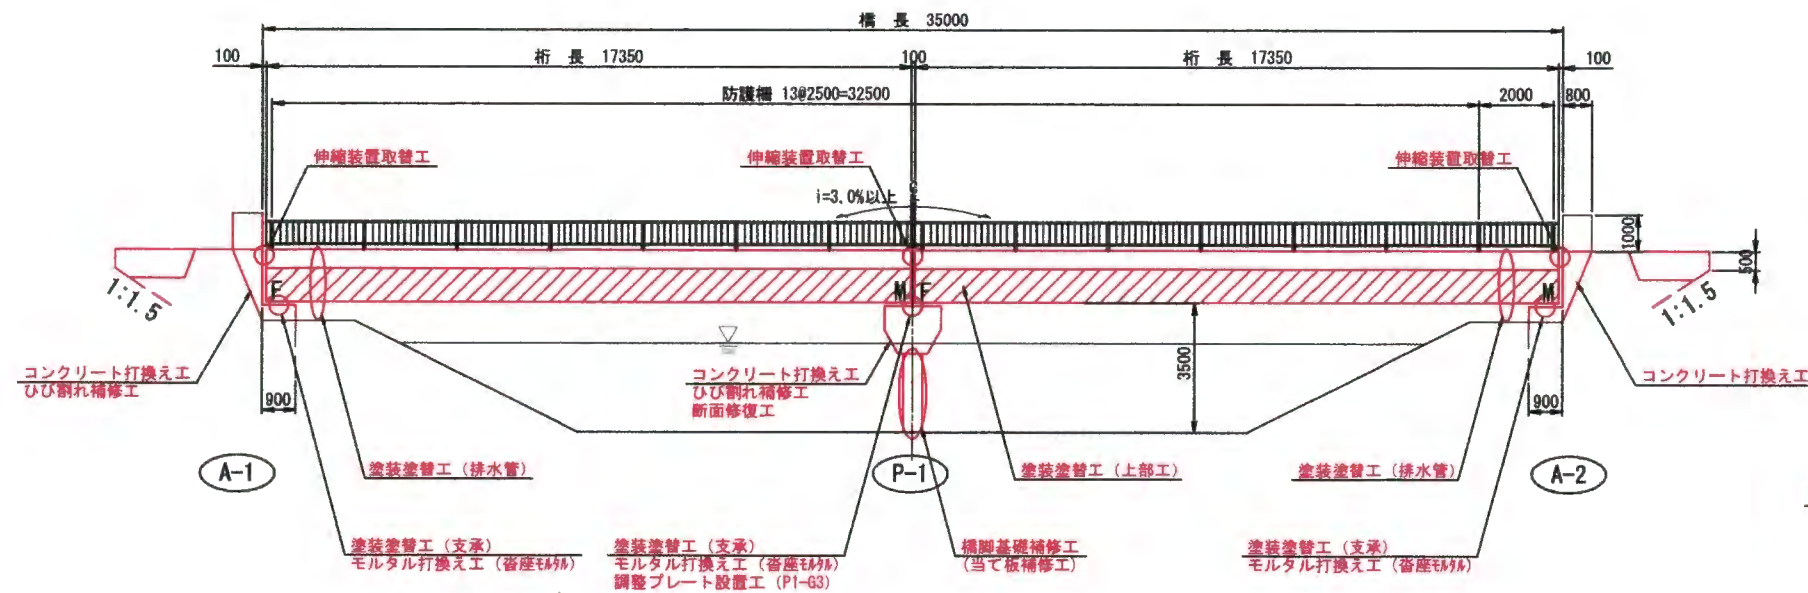 橋 長 35000
100
桁 長 17350
100
桁 長 17350
100
防護柵 13@2500=32500
2000
800
伸縮装置取替工
伸縮装置取替工
伸縮装置取替工
i=3.0%以上
1000
500
1:1.5
F
M
F
M
1:1.5
3500
コンクリート打換え工
ひび割れ補修工
コンクリート打換え工
ひび割れ補修工
断面修復工
コンクリート打換え工
900
900
A-1
塗装塗替工（排水管）
P-1
塗装塗替工（上部工）
塗装塗替工（排水管）
A-2
塗装塗替工（支承）
モルタル打換え工（沓座ﾓﾙﾀﾙ）
塗装塗替工（支承）
モルタル打換え工（沓座ﾓﾙﾀﾙ）
調整プレート設置工（P1-G3）
橋脚基礎補修工
（当て板補修工）
塗装塗替工（支承）
モルタル打換え工（沓座ﾓﾙﾀﾙ）